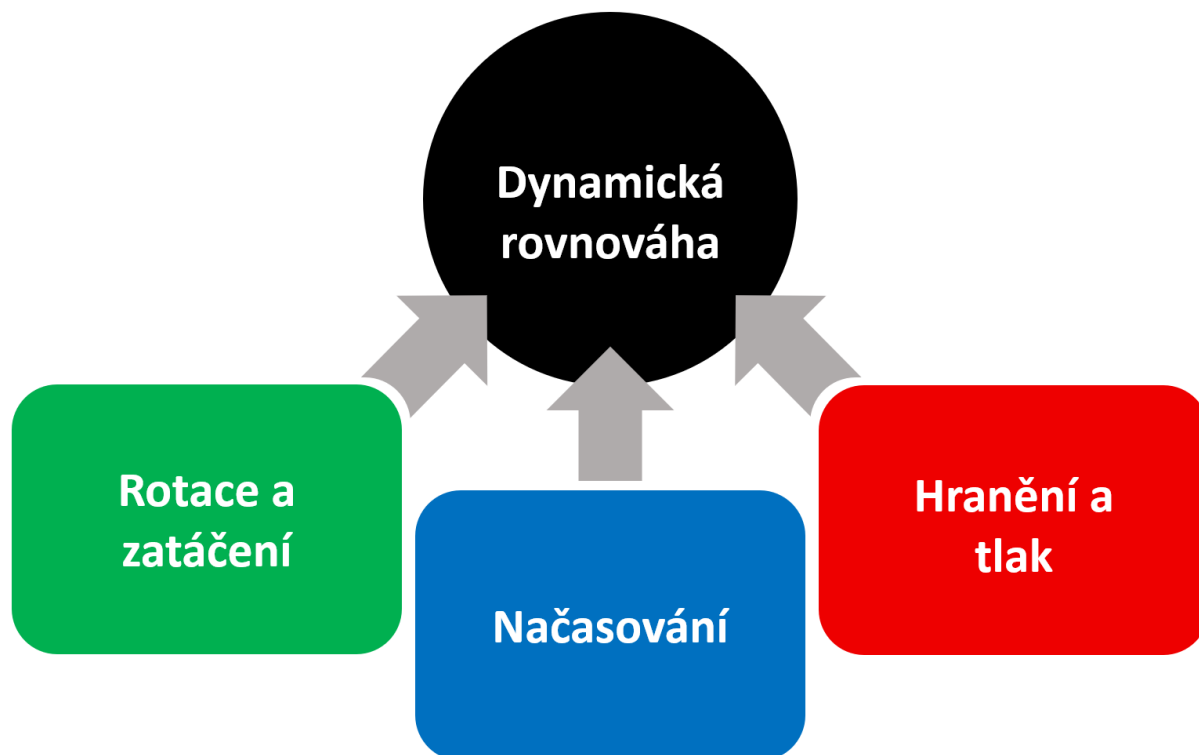 Dynamická
rovnováha
Rotace a
zatáčení
Načasování
Hranění a
tlak